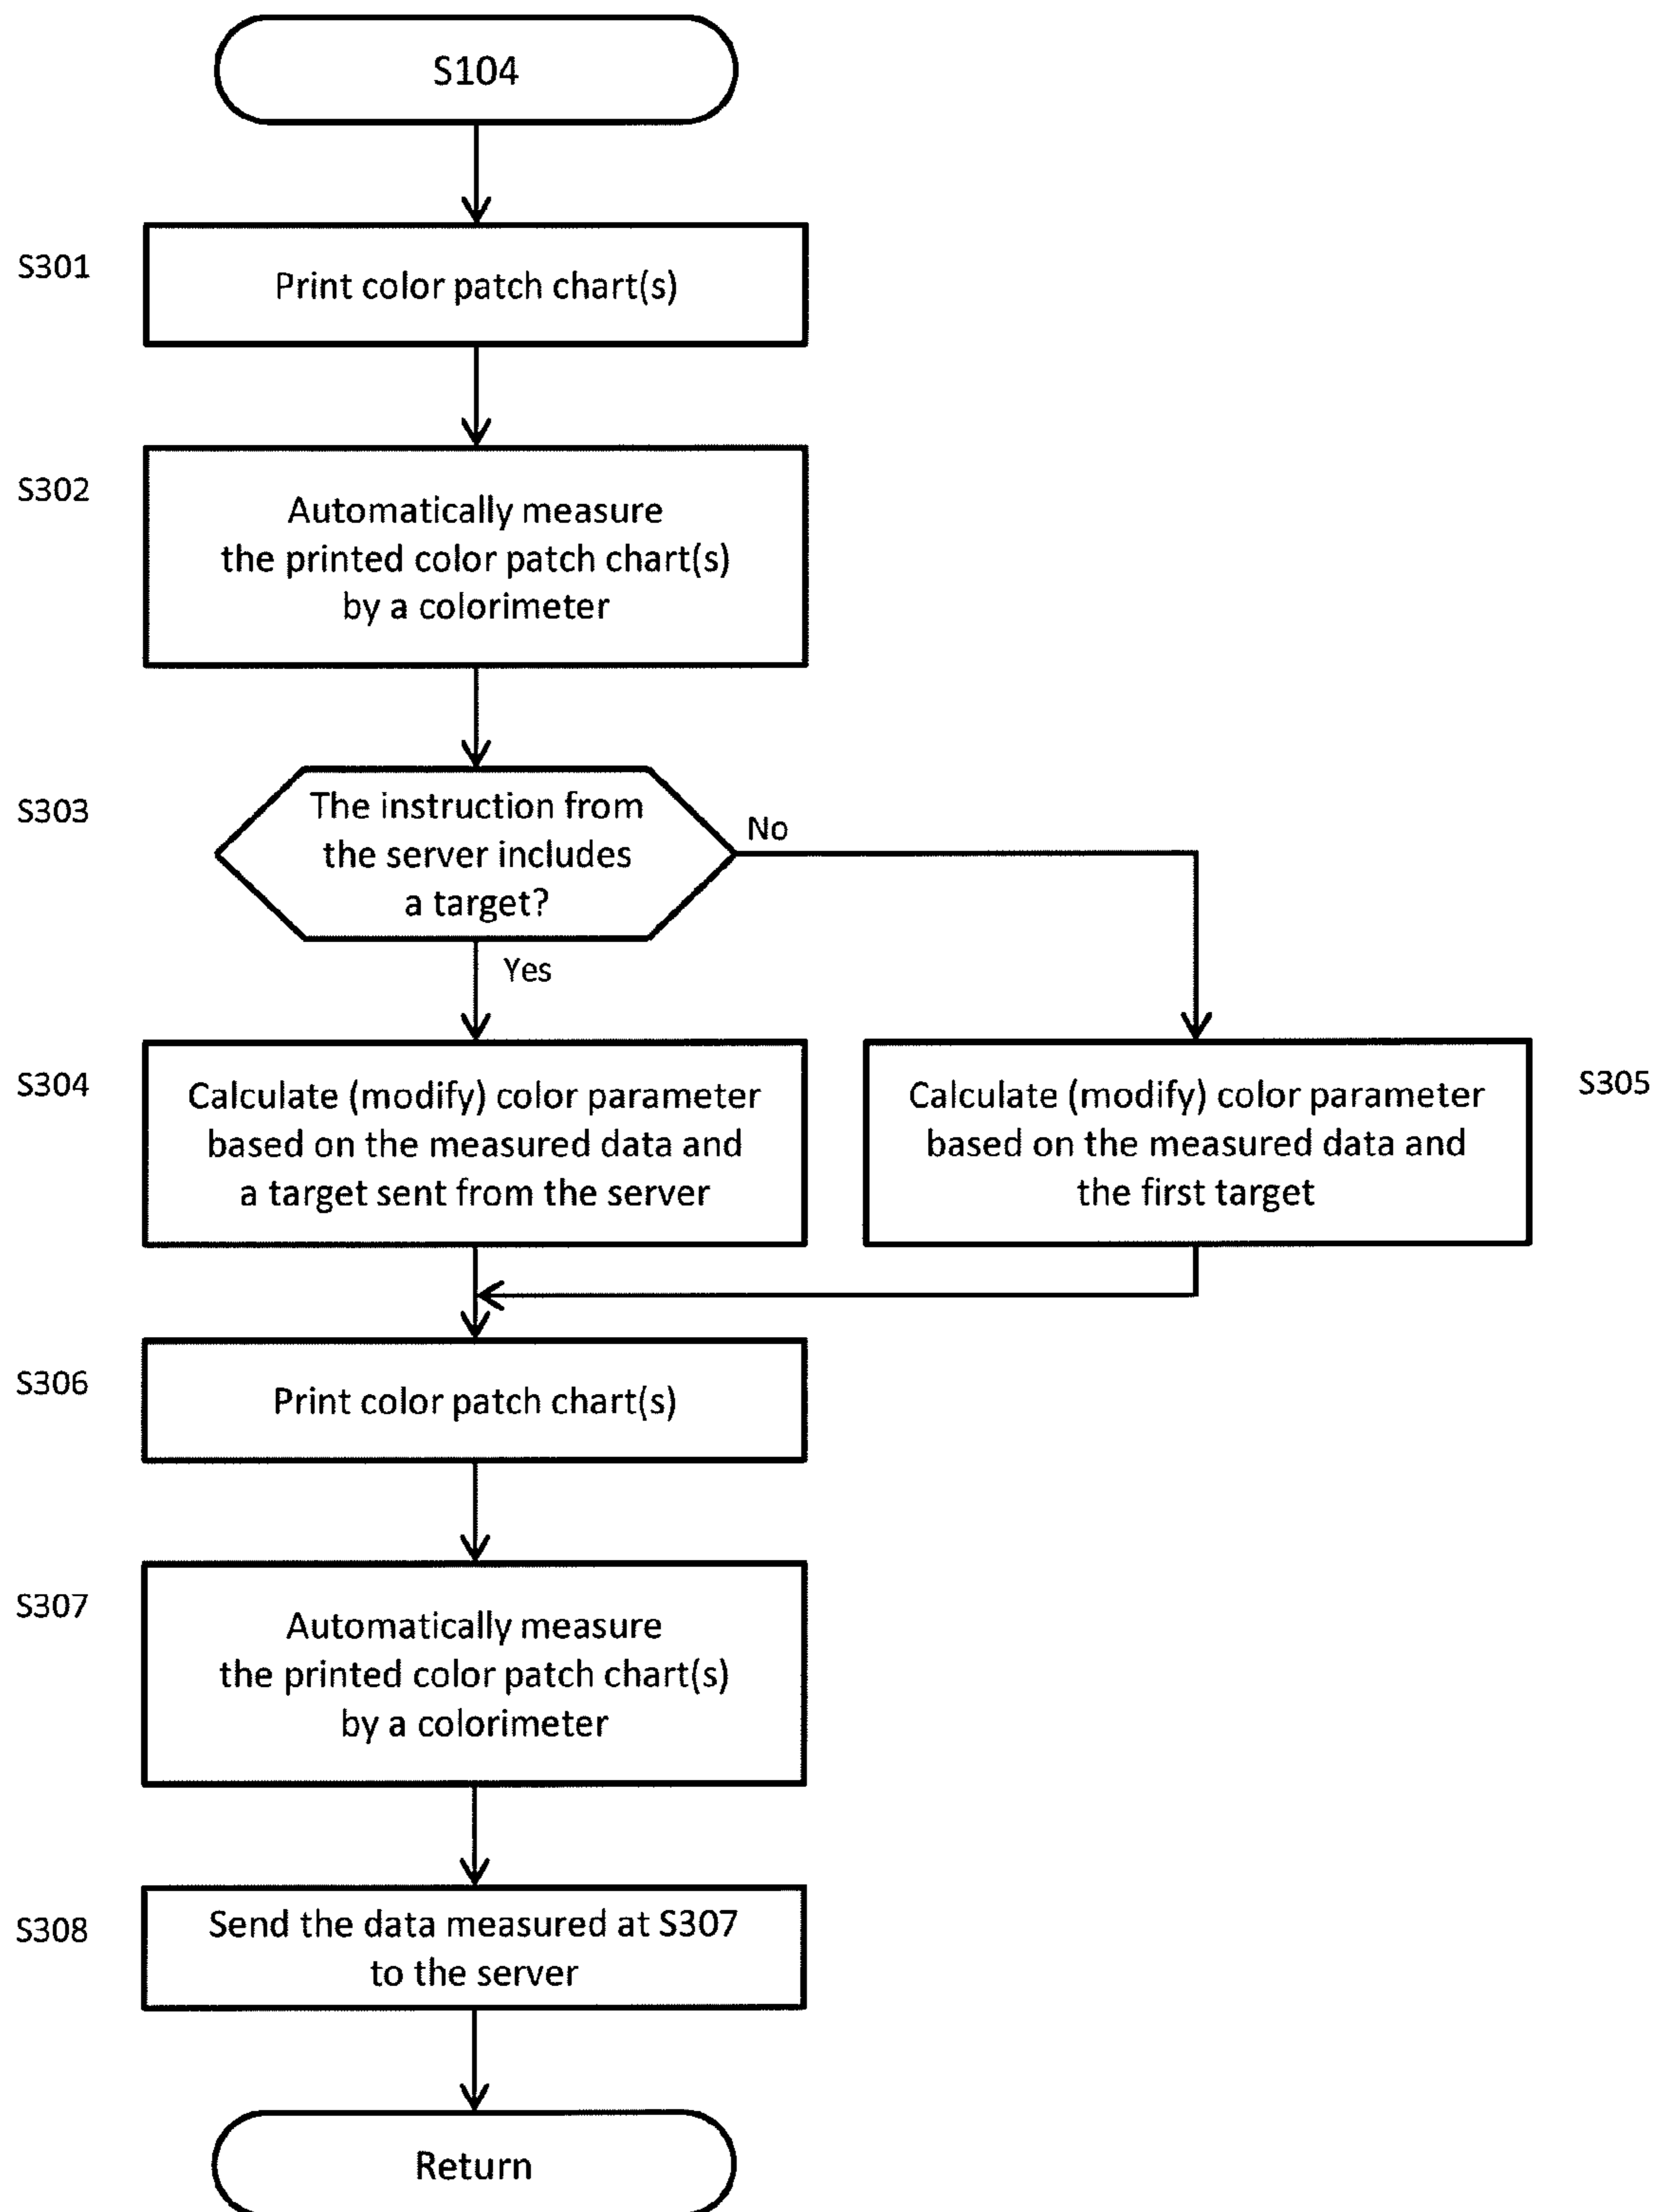 S104
S301
Print color patch chart(s)
S302
Automatically measure
the printed color patch chart(s)
by a colorimeter
S303
The instruction from
the server includes
a target?
No
Yes
S304
Calculate (modify) color parameter
based on the measured data and
a target sent from the server
Calculate (modify) color parameter
based on the measured data and
the first target
S305
S306
Print color patch chart(s)
S307
Automatically measure
the printed color patch chart(s)
by a colorimeter
S308
Send the data measured at S307
to the server
Return